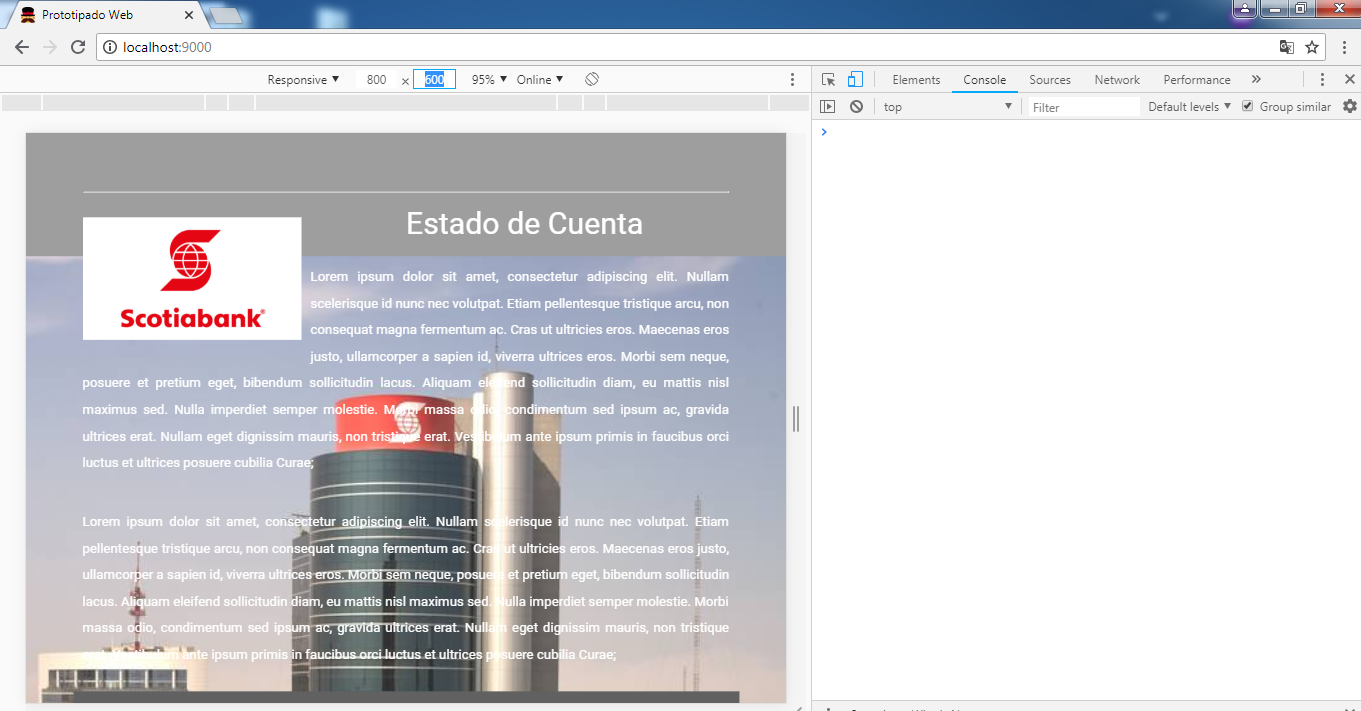 Prototipado Web
localhost:9000
Responsive 800 × 600 95% Online
Elements Console Sources Network Performance »
top Filter Default levels Group similar
>
Estado de Cuenta
Scotiabank
Lorem ipsum dolor sit amet, consectetur adipiscing elit. Nullam
scelerisque id nunc nec volutpat. Etiam pellentesque tristique arcu, non
consequat magna fermentum ac. Cras ut ultricies eros. Maecenas eros
justo, ullamcorper a sapien id, viverra ultrices eros. Morbi sem neque,
posuere et pretium eget, bibendum sollicitudin lacus. Aliquam eleifend sollicitudin diam, eu mattis nisl
maximus sed. Nulla imperdiet semper molestie. Morbi massa odio, condimentum sed ipsum ac, gravida
ultrices erat. Nullam eget dignissim mauris, non tristique erat. Vestibulum ante ipsum primis in faucibus orci
luctus et ultrices posuere cubilia Curae;
Lorem ipsum dolor sit amet, consectetur adipiscing elit. Nullam scelerisque id nunc nec volutpat. Etiam
pellentesque tristique arcu, non consequat magna fermentum ac. Cras ut ultricies eros. Maecenas eros justo,
ullamcorper a sapien id, viverra ultrices eros. Morbi sem neque, posuere et pretium eget, bibendum sollicitudin
lacus. Aliquam eleifend sollicitudin diam, eu mattis nisl maximus sed. Nulla imperdiet semper molestie. Morbi
massa odio, condimentum sed ipsum ac, gravida ultrices erat. Nullam eget dignissim mauris, non tristique
erat. Vestibulum ante ipsum primis in faucibus orci luctus et ultrices posuere cubilia Curae;